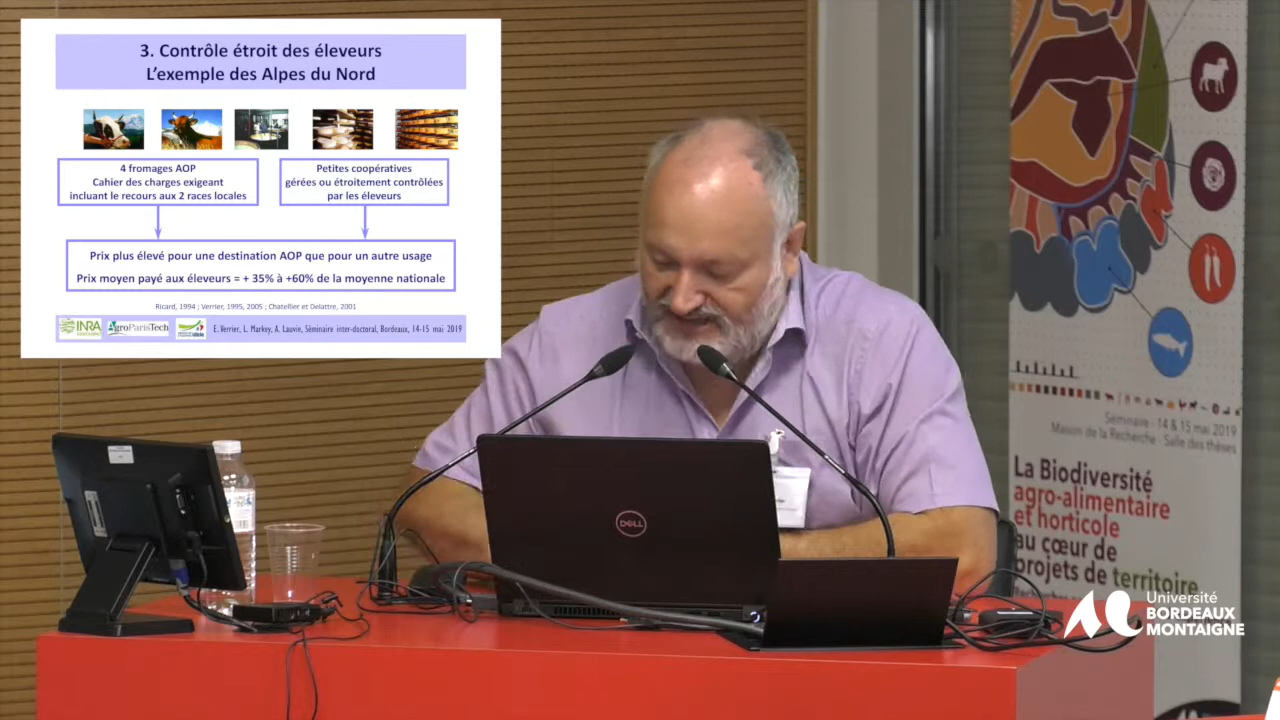 3. Contrôle étroit des éleveurs
L'exemple des Alpes du Nord
4 fromages AOP
Cahier des charges exigeant
incluant le recours aux 2 races locales
Petites coopératives
gérées ou étroitement contrôlées
par les éleveurs
Prix plus élevé pour une destination AOP que pour un autre usage
Prix moyen payé aux éleveurs = + 35% à +60% de la moyenne nationale
Ricard, 1994 ; Verrier, 1995, 2005 ; Chatellier et Delattre, 2001
INRA
AgroParisTech
E. Verrier, L. Markey, A. Lauvie, Séminaire inter-doctoral, Bordeaux, 14-15 mai 2019
DELL
Séminaire - 14 & 15 mai 2019
Maison de la Recherche - Salle des thèses
La Biodiversité
agro-alimentaire
et horticole
au cœur de
projets de territoire
Université
BORDEAUX
MONTAIGNE